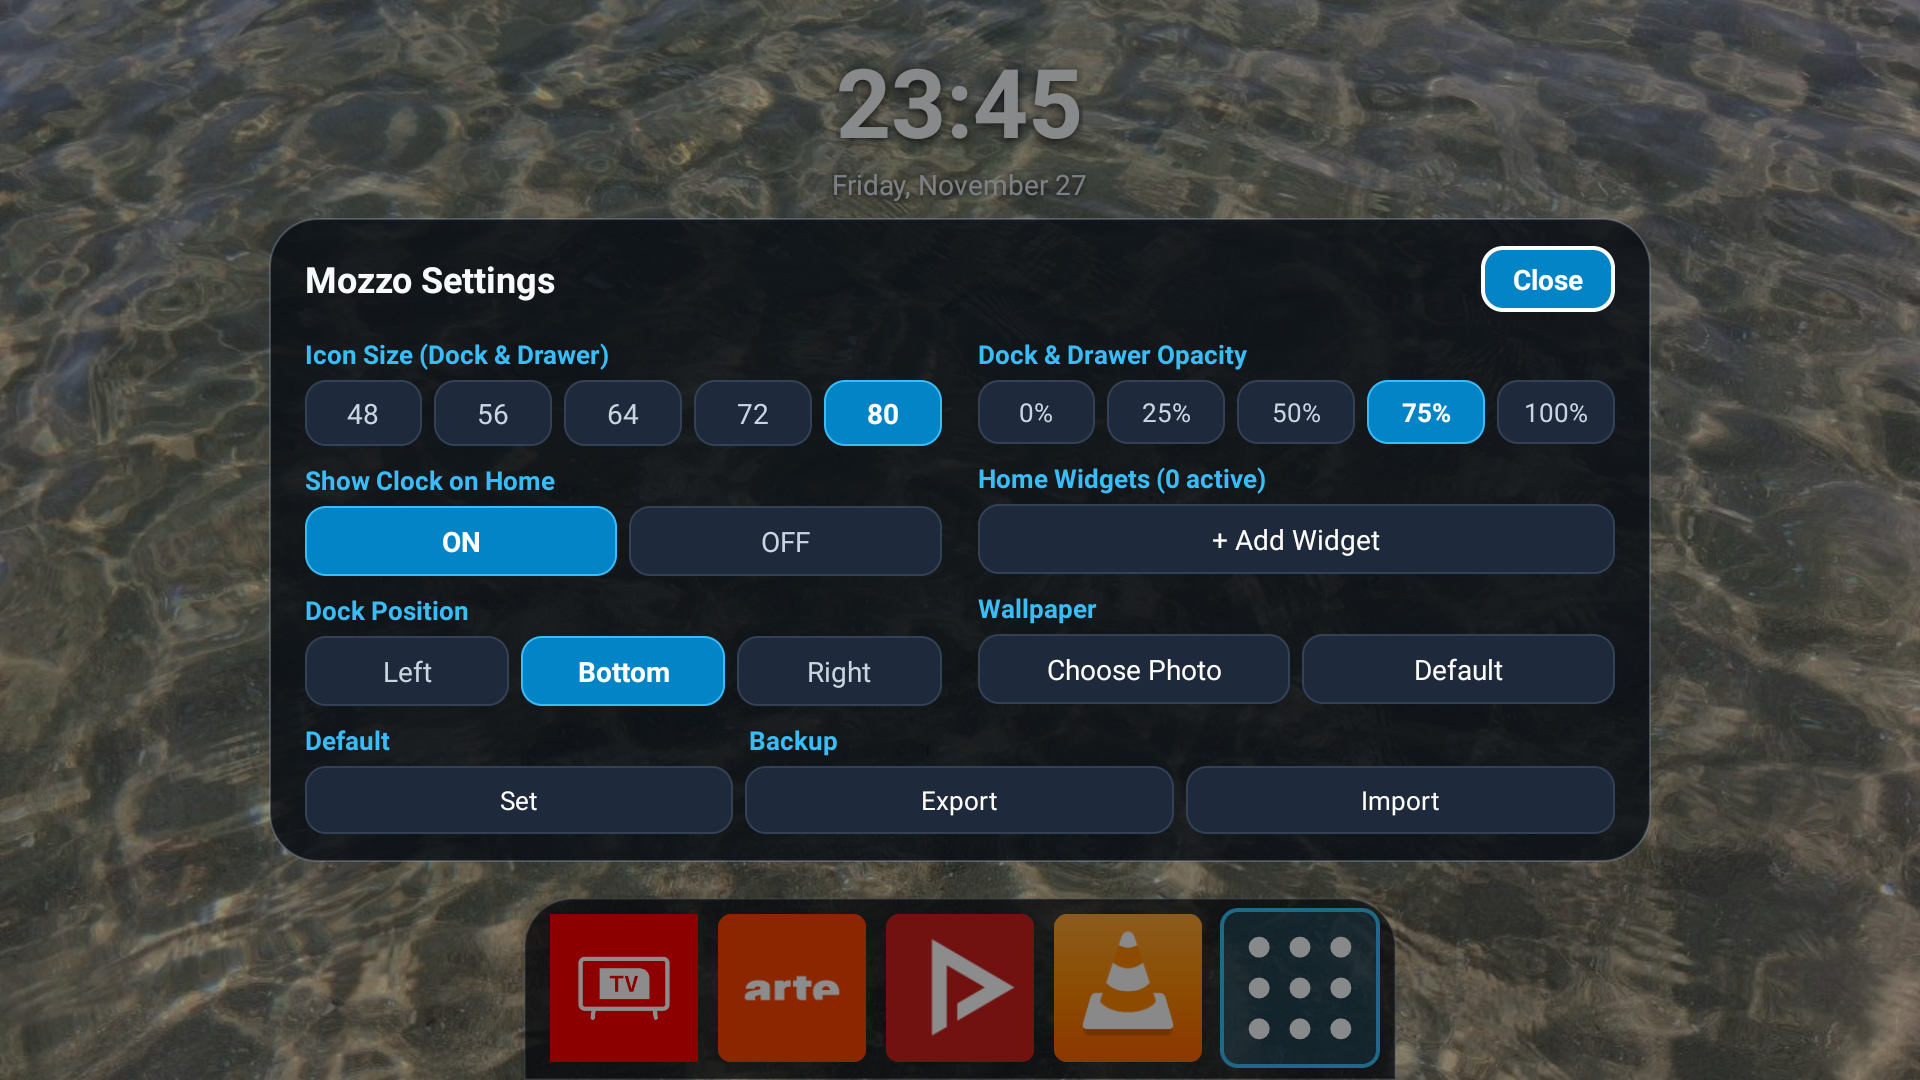 23:45
Friday, November 27
Mozzo Settings
Close
Icon Size (Dock & Drawer)
48 56 64 72 80
Dock & Drawer Opacity
0% 25% 50% 75% 100%
Show Clock on Home
ON OFF
Home Widgets (0 active)
+ Add Widget
Dock Position
Left Bottom Right
Wallpaper
Choose Photo Default
Default
Set
Backup
Export Import
TV
arte